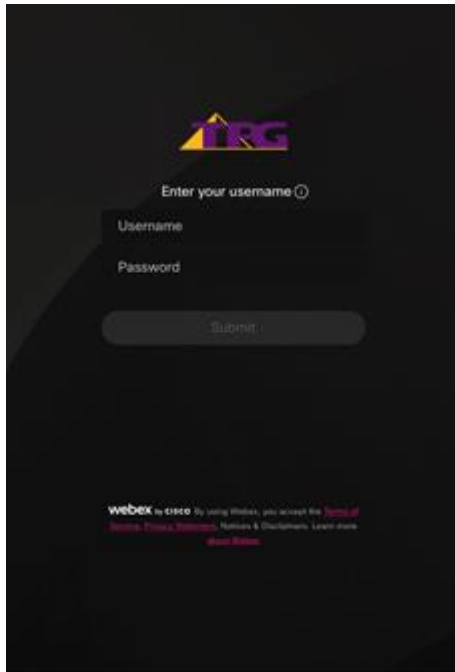 TPG
Enter your username
Username
Password
Submit
webex by CISCO By using Webex, you accept the Terms of
Service, Privacy Statement, Notices & Disclaimers. Learn more
about Webex.